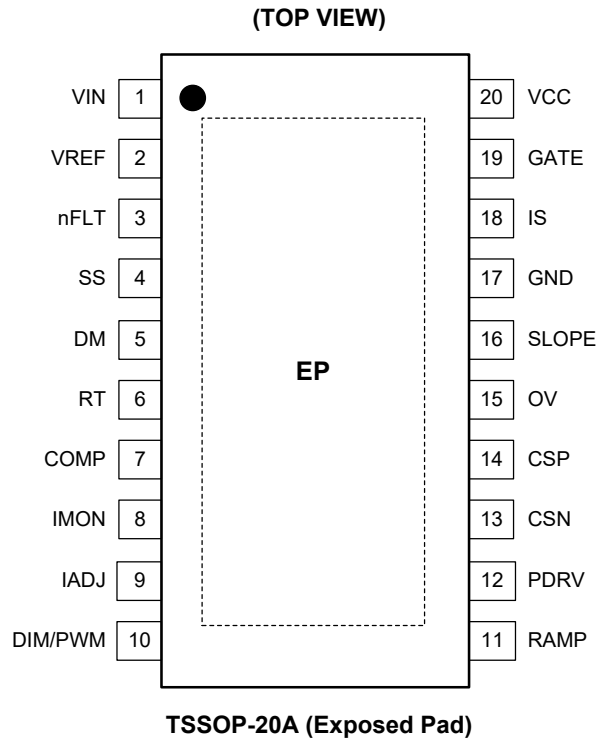 (TOP VIEW)
VIN 1 20 VCC
VREF 2 19 GATE
nFLT 3 18 IS
SS 4 17 GND
DM 5 16 SLOPE
EP
RT 6 15 OV
COMP 7 14 CSP
IMON 8 13 CSN
IADJ 9 12 PDRV
DIM/PWM 10 11 RAMP
TSSOP-20A (Exposed Pad)